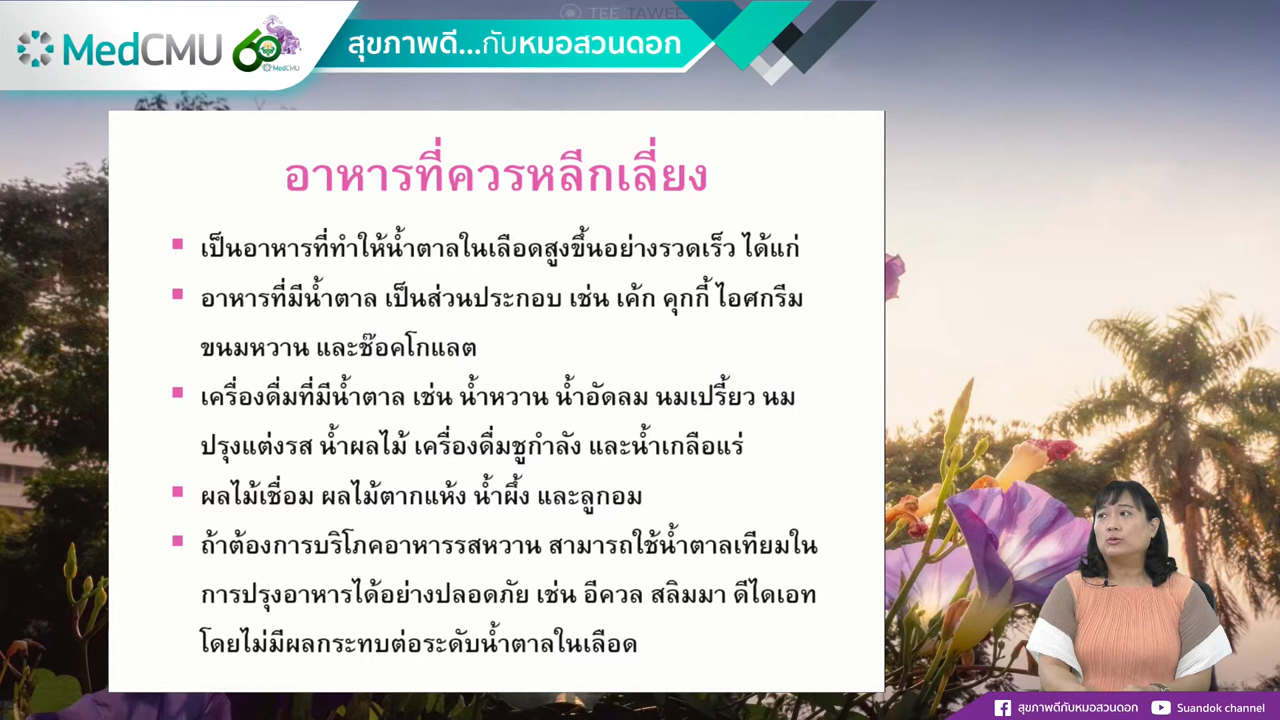 TEE TAWEE
MedCMU
60
MedCMU
สุขภาพดี...กับหมอสวนดอก
อาหารที่ควรหลีกเลี่ยง
เป็นอาหารที่ทำให้น้ำตาลในเลือดสูงขึ้นอย่างรวดเร็ว ได้แก่
อาหารที่มีน้ำตาล เป็นส่วนประกอบ เช่น เค้ก คุกกี้ ไอศกรีม
ขนมหวาน และช๊อคโกแลต
เครื่องดื่มที่มีน้ำตาล เช่น น้ำหวาน น้ำอัดลม นมเปรี้ยว นม
ปรุงแต่งรส น้ำผลไม้ เครื่องดื่มชูกำลัง และน้ำเกลือแร่
ผลไม้เชื่อม ผลไม้ตากแห้ง น้ำผึ้ง และลูกอม
ถ้าต้องการบริโภคอาหารรสหวาน สามารถใช้น้ำตาลเทียมใน
การปรุงอาหารได้อย่างปลอดภัย เช่น อีควล สลิมมา ดีไดเอท
โดยไม่มีผลกระทบต่อระดับน้ำตาลในเลือด
สุขภาพดีกับหมอสวนดอก
Suandok channel